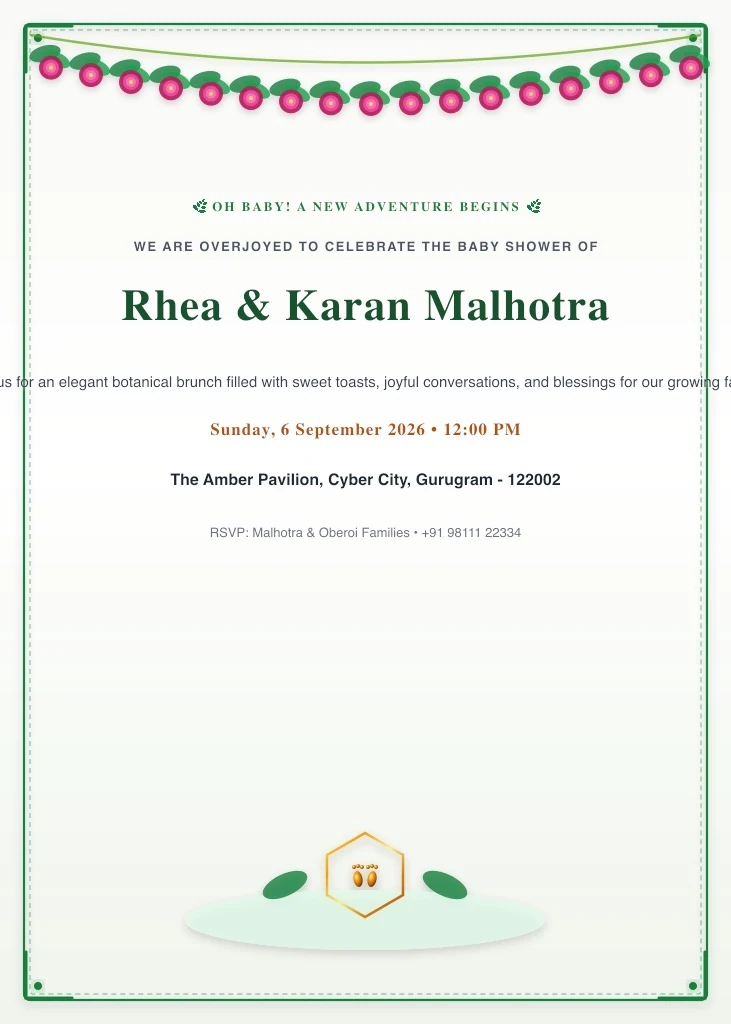 🌿 OH BABY! A NEW ADVENTURE BEGINS 🌿
WE ARE OVERJOYED TO CELEBRATE THE BABY SHOWER OF
Rhea & Karan Malhotra
us for an elegant botanical brunch filled with sweet toasts, joyful conversations, and blessings for our growing
Sunday, 6 September 2026 • 12:00 PM
The Amber Pavilion, Cyber City, Gurugram - 122002
RSVP: Malhotra & Oberoi Families • +91 98111 22334